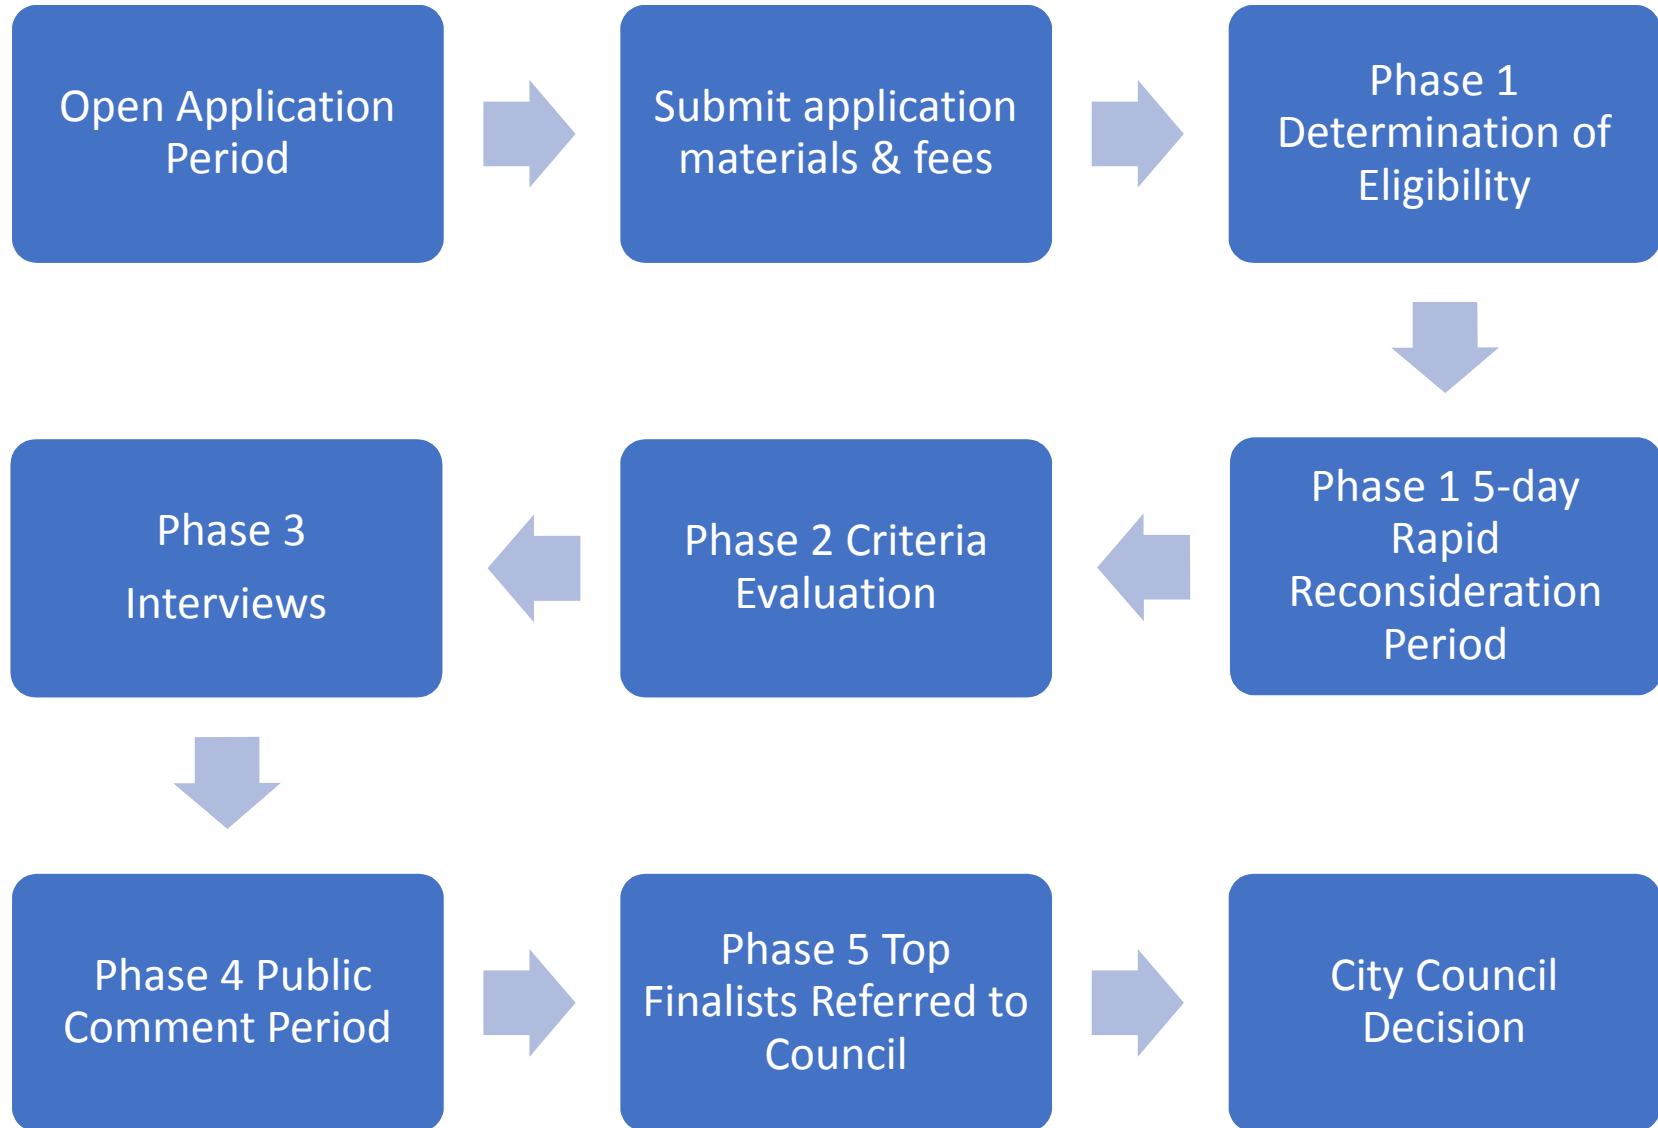 Open Application
Period
Submit application
materials & fees
Phase 1
Determination of
Eligibility
Phase 1 5-day
Rapid
Reconsideration
Period
Phase 2 Criteria
Evaluation
Phase 3
Interviews
Phase 4 Public
Comment Period
Phase 5 Top
Finalists Referred to
Council
City Council
Decision